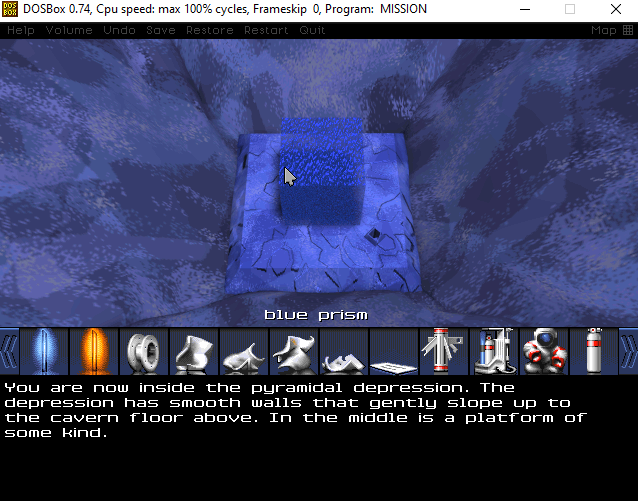 DOS
BOX
DOSBox 0.74, Cpu speed: max 100% cycles, Frameskip 0, Program: MISSION
Help Volume Undo Save Restore Restart Quit Map
blue prism
You are now inside the pyramidal depression. The
depression has smooth walls that gently slope up to
the cavern floor above. In the middle is a platform of
some kind.